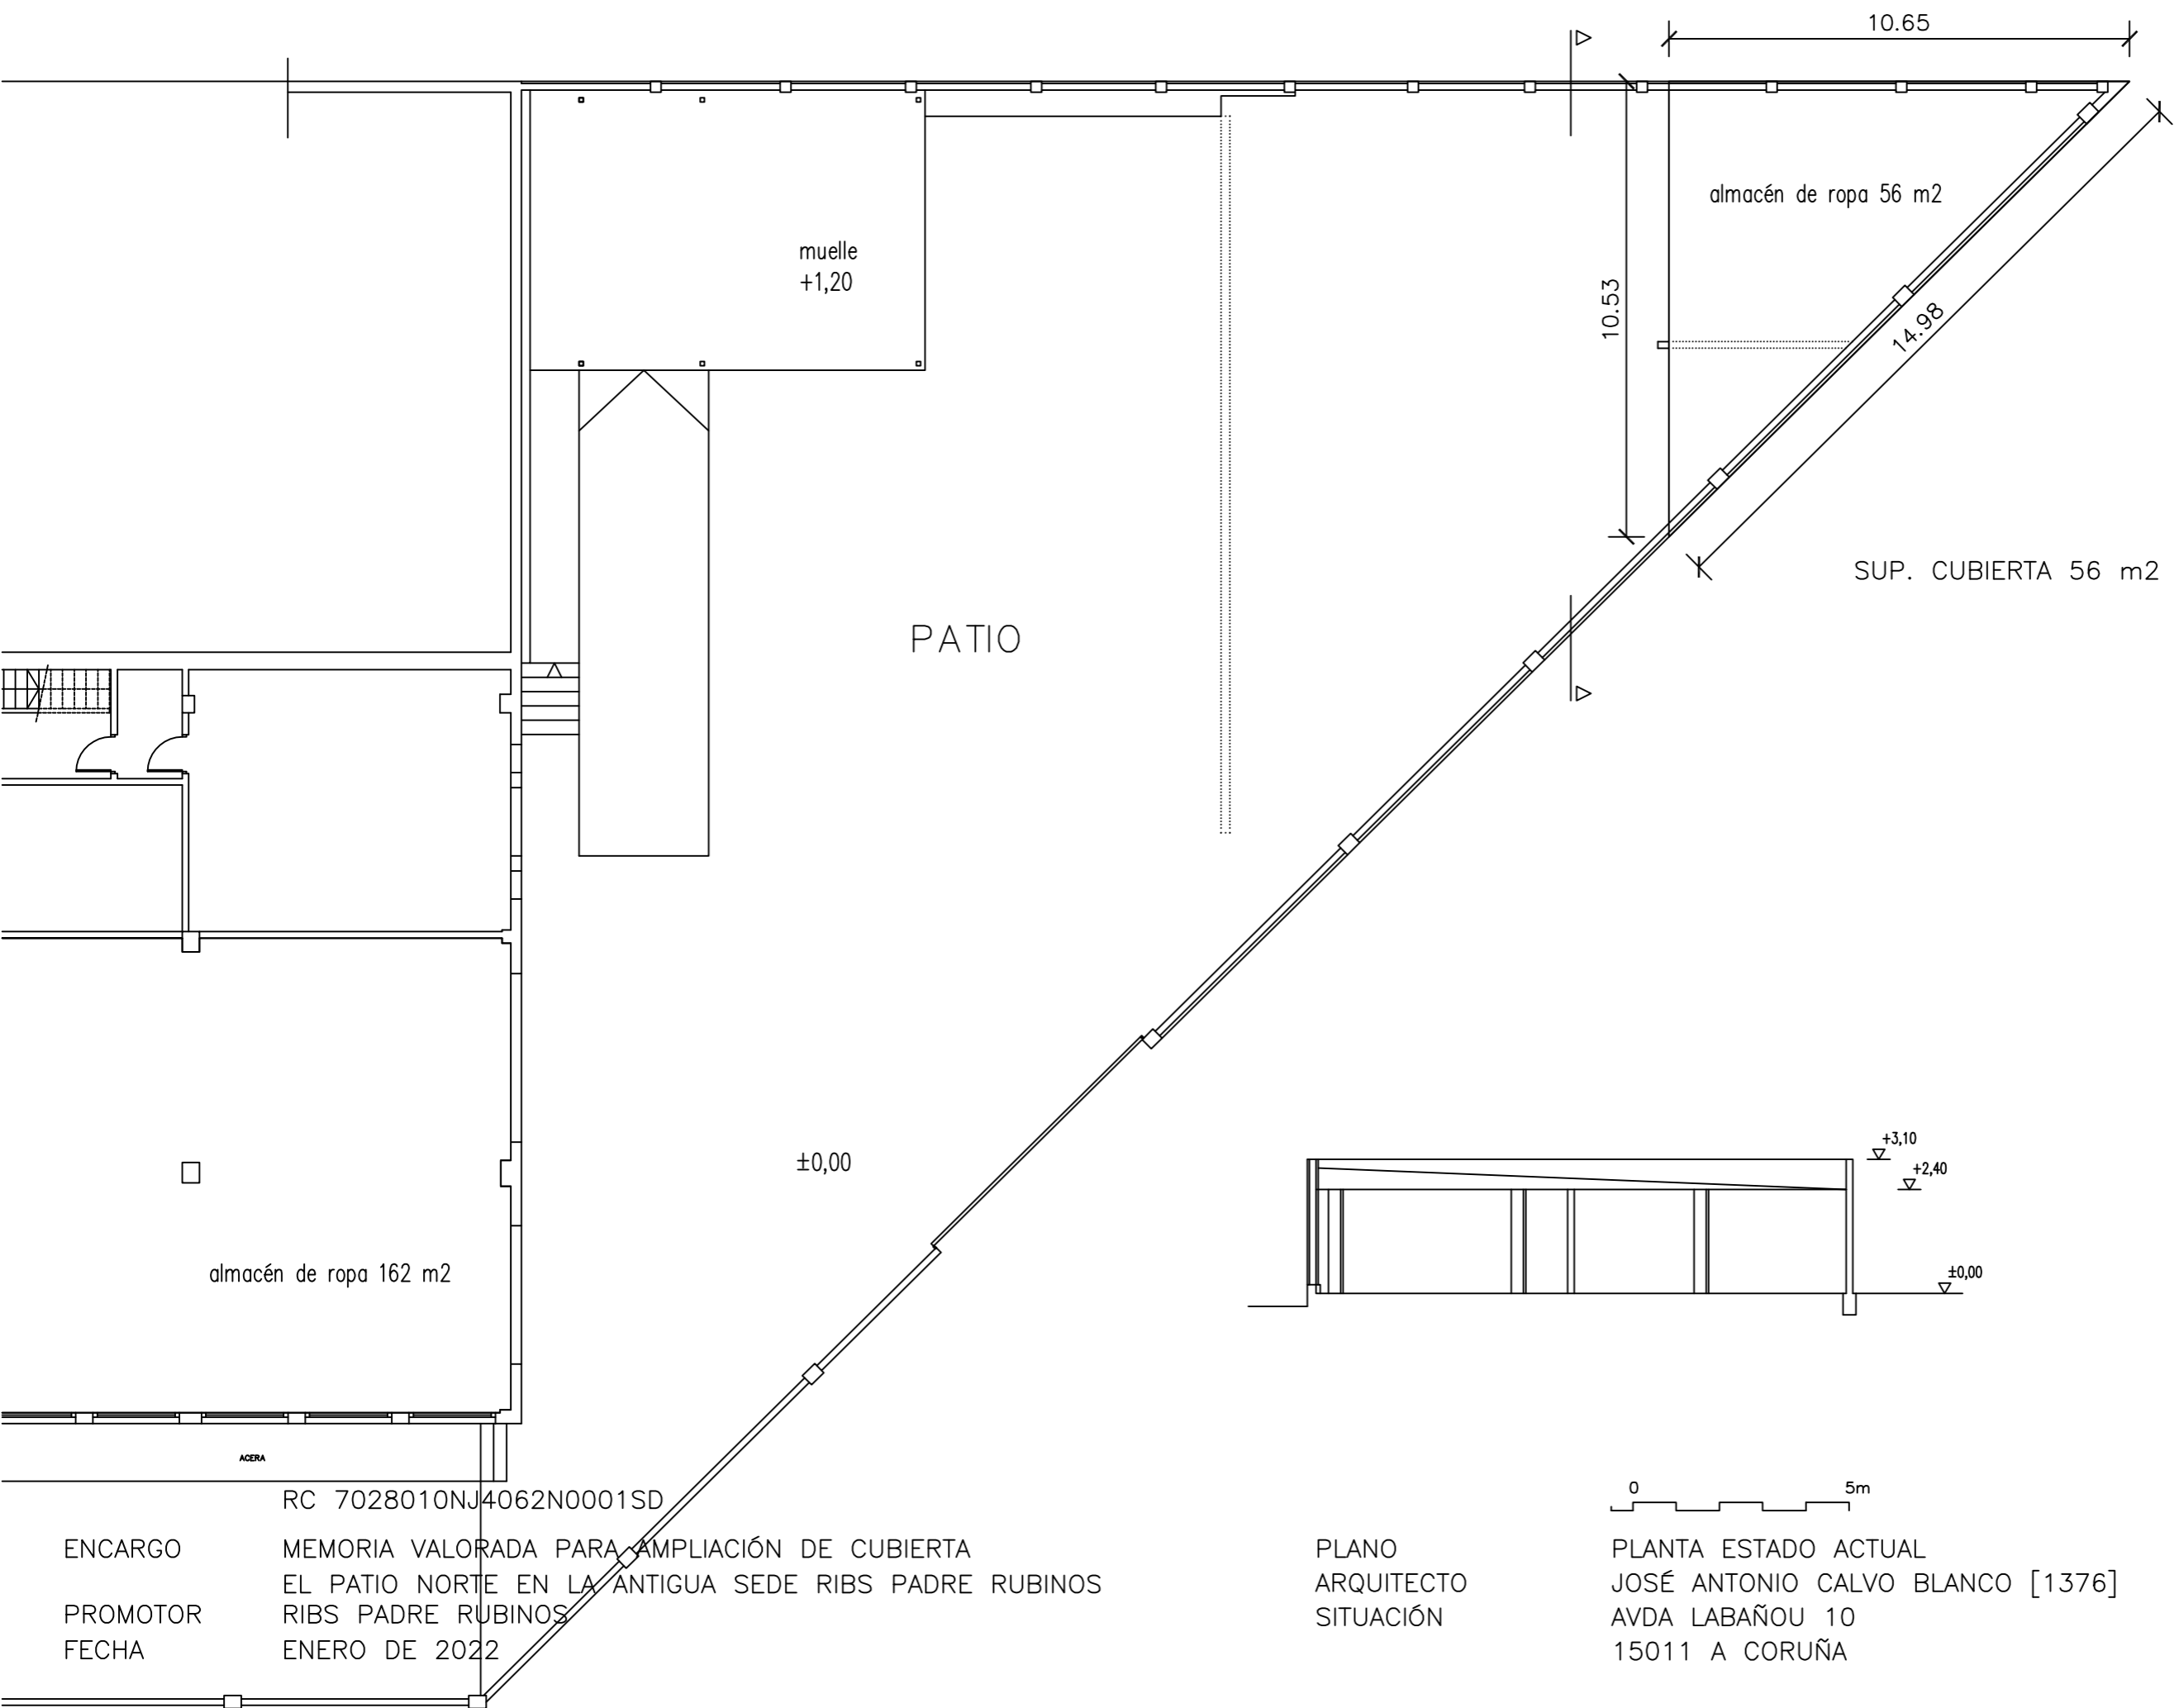 10.65
almacén de ropa 56 m2
muelle
+1,20
10.53
14.98
SUP. CUBIERTA 56 m2
PATIO
±0,00
+3,10
+2,40
±0,00
almacén de ropa 162 m2
ACERA
0 5m
RC 7028010NJ4062N0001SD
ENCARGO MEMORIA VALORADA PARA AMPLIACIÓN DE CUBIERTA
EL PATIO NORTE EN LA ANTIGUA SEDE RIBS PADRE RUBINOS
PROMOTOR RIBS PADRE RUBINOS
FECHA ENERO DE 2022
PLANO PLANTA ESTADO ACTUAL
ARQUITECTO JOSÉ ANTONIO CALVO BLANCO [1376]
SITUACIÓN AVDA LABAÑOU 10
15011 A CORUÑA